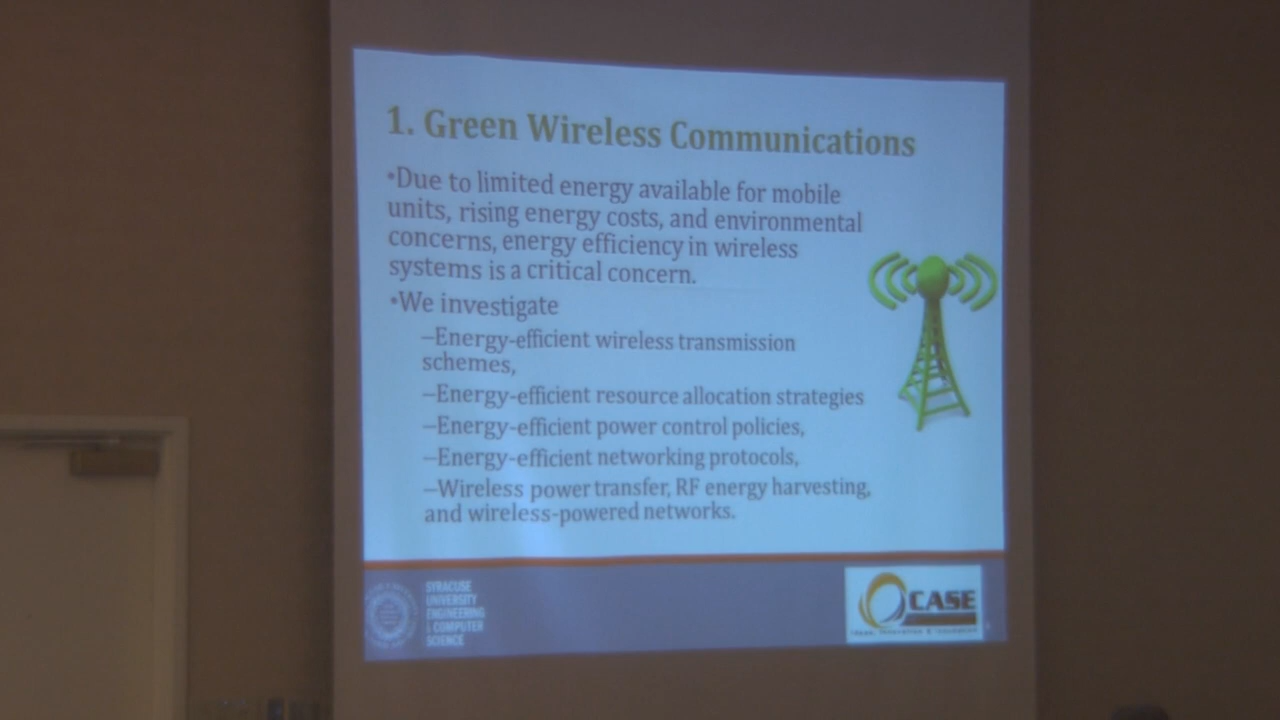 1. Green Wireless Communications
•Due to limited energy available for mobile
units, rising energy costs, and environmental
concerns, energy efficiency in wireless
systems is a critical concern.
•We investigate
–Energy-efficient wireless transmission
schemes,
–Energy-efficient resource allocation strategies
–Energy-efficient power control policies,
–Energy-efficient networking protocols,
–Wireless power transfer, RF energy harvesting,
and wireless-powered networks.
SYRACUSE
UNIVERSITY
ENGINEERING
& COMPUTER
SCIENCE
CASE
Ideas, Innovation &